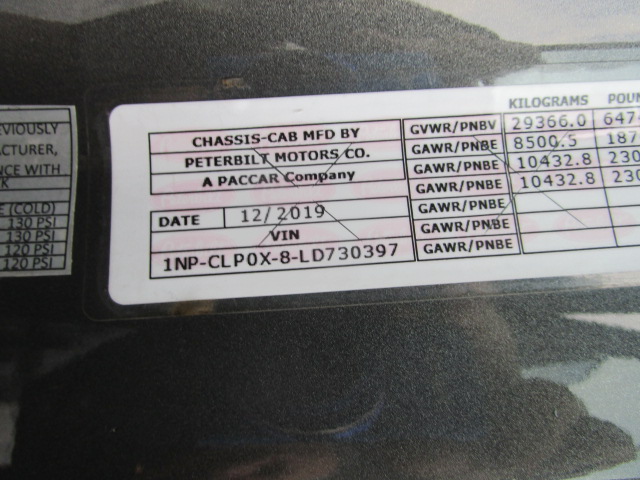 EVIOUSLY
ACTURER,
NCE WITH
E (COLD)
130 PSI
130 PSI
120 PSI
120 PSI
KILOGRAMS POUN
CHASSIS-CAB MFD BY GVWR/PNBV 29366.0 647
PETERBILT MOTORS CO. GAWR/PNBE 8500.5 187
A PACCAR Company GAWR/PNBE 10432.8 230
GAWR/PNBE 10432.8 230
DATE 12/2019 GAWR/PNBE
VIN GAWR/PNBE
1NP-CLP0X-8-LD730397 GAWR/PNBE